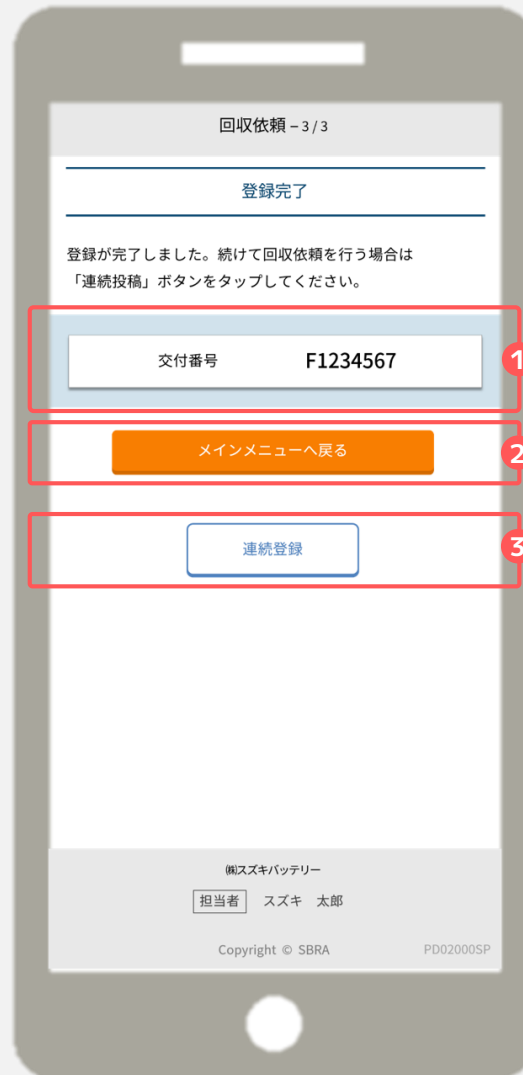 回収依頼 – 3 / 3
登録完了
登録が完了しました。続けて回収依頼を行う場合は
「連続投稿」ボタンをタップしてください。
交付番号 F1234567
1
メインメニューへ戻る
2
連続登録
3
㈱スズキバッテリー
担当者 スズキ 太郎
Copyright © SBRA PD02000SP